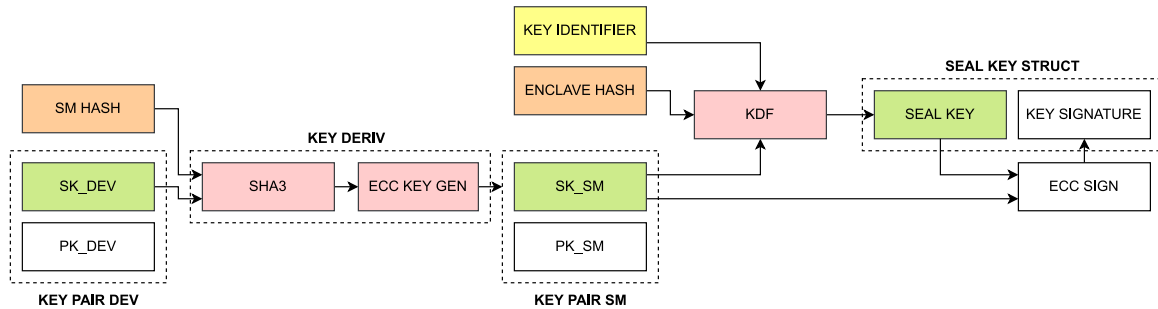 KEY IDENTIFIER
SEAL KEY STRUCT
ENCLAVE HASH
SM HASH
KDF
SEAL KEY
KEY SIGNATURE
KEY DERIV
SK_DEV
SHA3
ECC KEY GEN
SK_SM
ECC SIGN
PK_DEV
PK_SM
KEY PAIR DEV
KEY PAIR SM